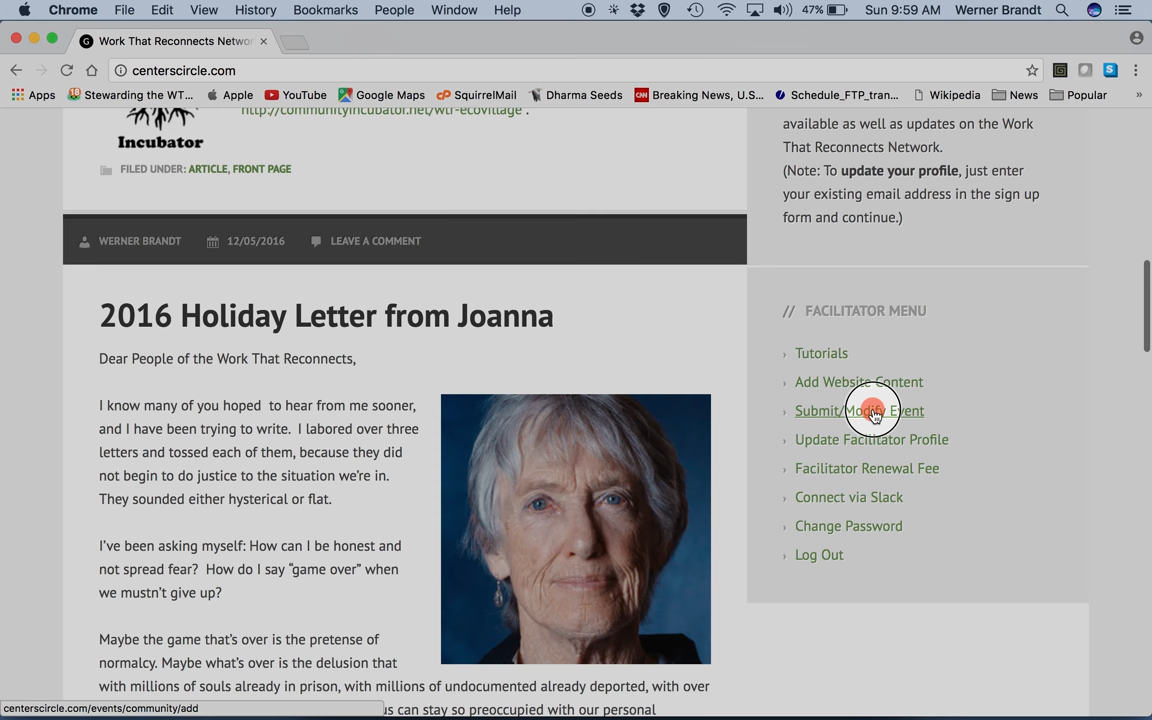 Chrome File Edit View History Bookmarks People Window Help 47% Sun 9:59 AM Werner Brandt
Work That Reconnects Netwo
centerscircle.com
Apps Stewarding the WT... Apple YouTube Google Maps SquirrelMail Dharma Seeds Breaking News, U.S... Schedule_FTP_tran... Wikipedia News Popular »
http://communityincubator.net/wtr-ecovillage .
Incubator
FILED UNDER: ARTICLE, FRONT PAGE
WERNER BRANDT 12/05/2016 LEAVE A COMMENT
2016 Holiday Letter from Joanna
Dear People of the Work That Reconnects,
I know many of you hoped to hear from me sooner,
and I have been trying to write. I labored over three
letters and tossed each of them, because they did
not begin to do justice to the situation we're in.
They sounded either hysterical or flat.
I've been asking myself: How can I be honest and
not spread fear? How do I say “game over” when
we mustn't give up?
Maybe the game that's over is the pretense of
normalcy. Maybe what's over is the delusion that
with millions of souls already in prison, with millions of undocumented already deported, with over
us can stay so preoccupied with our personal
available as well as updates on the Work
That Reconnects Network.
(Note: To update your profile, just enter
your existing email address in the sign up
form and continue.)
// FACILITATOR MENU
› Tutorials
› Add Website Content
› Submit/Modify Event
› Update Facilitator Profile
› Facilitator Renewal Fee
› Connect via Slack
› Change Password
› Log Out
centerscircle.com/events/community/add